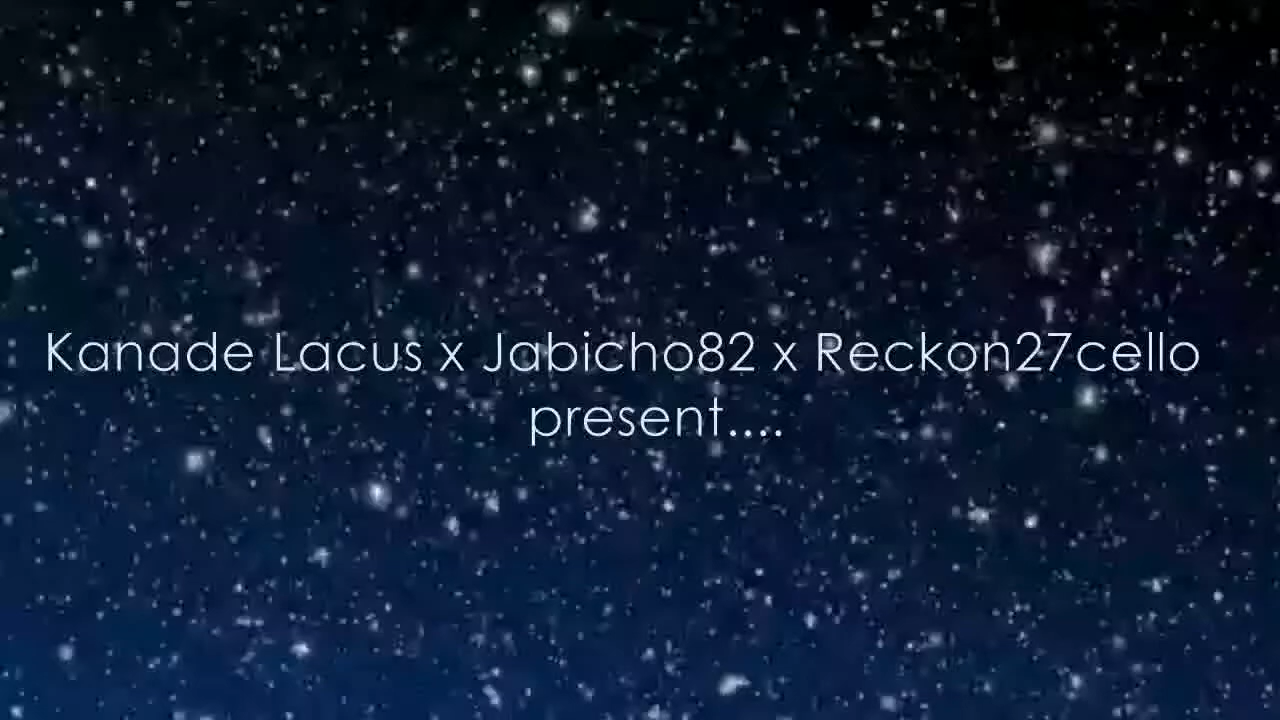 Kanade Lacus x Jabicho82 x Reckon27cello
present....